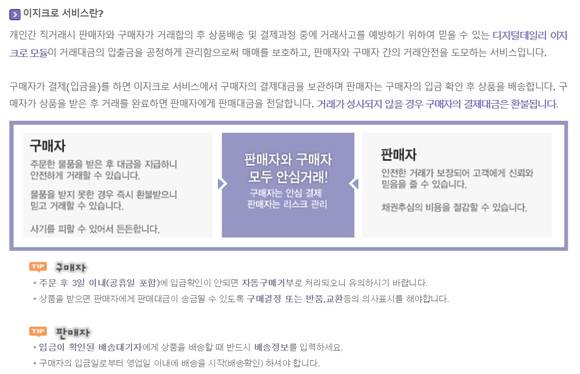 이지크로 서비스란?
개인간 직거래시 판매자와 구매자가 거래합의 후 상품배송 및 결제과정 중에 거래사고를 예방하기 위하여 믿을 수 있는 디지털데일리 이지
크로 모듈이 거래대금의 입출금을 공정하게 관리함으로써 매매를 보호하고, 판매자와 구매자 간의 거래안전을 도모하는 서비스입니다.
구매자가 결제(입금을)를 하면 이지크로 서비스에서 구매자의 결제대금을 보관하며 판매자는 구매자의 입금 확인 후 상품을 배송합니다. 구
매자가 상품을 받은 후 거래를 완료하면 판매자에게 판매대금을 전달합니다. 거래가 성사되지 않을 경우 구매자의 결제대금은 환불됩니다.
구매자
주문한 물품을 받은 후 대금을 지급하니
안전하게 거래할 수 있습니다.
물품을 받지 못한 경우 즉시 환불받으니
믿고 거래할 수 있습니다.
사기를 피할 수 있어서 든든합니다.
판매자와 구매자
모두 안심거래!
구매자는 안심 결제
판매자는 리스크 관리
판매자
안전한 거래가 보장되어 고객에게 신뢰와
믿음을 줄 수 있습니다.
채권추심의 비용을 절감할 수 있습니다.
TIP 구매자
• 주문 후 3일 이내(공휴일 포함)에 입금확인이 안되면 자동구매거부로 처리되오니 유의하시기 바랍니다.
• 상품을 받으면 판매자에게 판매대금이 송금될 수 있도록 구매결정 또는 반품,교환등의 의사표시를 해야합니다.
TIP 판매자
• 입금이 확인된 배송대기자에게 상품을 배송할 때 반드시 배송정보를 입력하세요.
• 구매자의 입금일로부터 영업일 이내에 배송을 시작(배송확인) 하셔야 합니다.